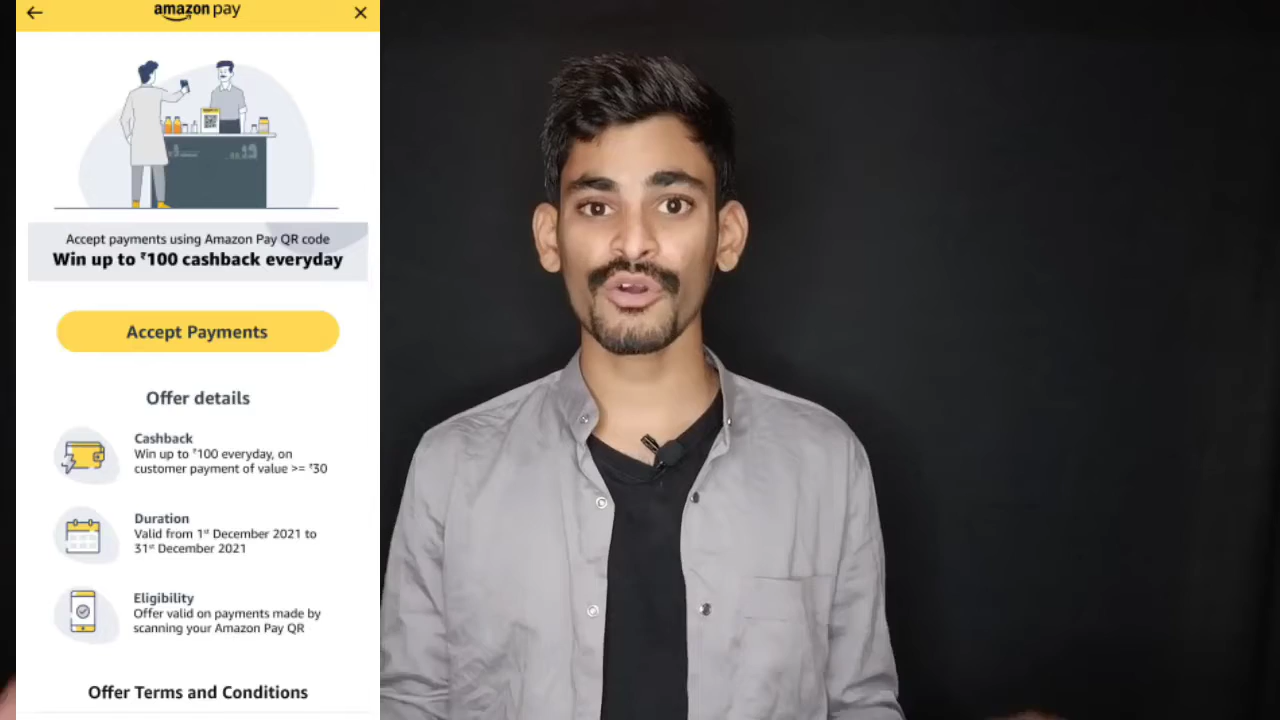 amazon pay
Accept payments using Amazon Pay QR code
Win up to ₹100 cashback everyday
Accept Payments
Offer details
Cashback
Win up to ₹100 everyday, on
customer payment of value >= ₹30
Duration
Valid from 1st December 2021 to
31st December 2021
Eligibility
Offer valid on payments made by
scanning your Amazon Pay QR
Offer Terms and Conditions